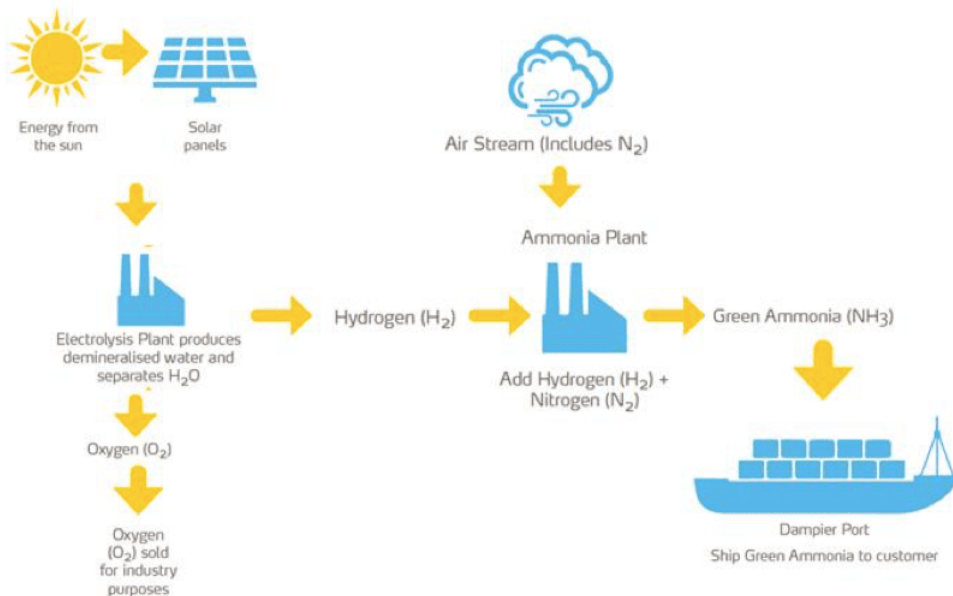 Energy from
the sun
Solar
panels
Air Stream (Includes N₂)
Ammonia Plant
Electrolysis Plant produces
demineralised water and
separates H₂O
Hydrogen (H₂)
Add Hydrogen (H₂) +
Nitrogen (N₂)
Green Ammonia (NH3)
Oxygen (O₂)
Oxygen
(O₂) sold
for industry
purposes
Dampier Port
Ship Green Ammonia to customer